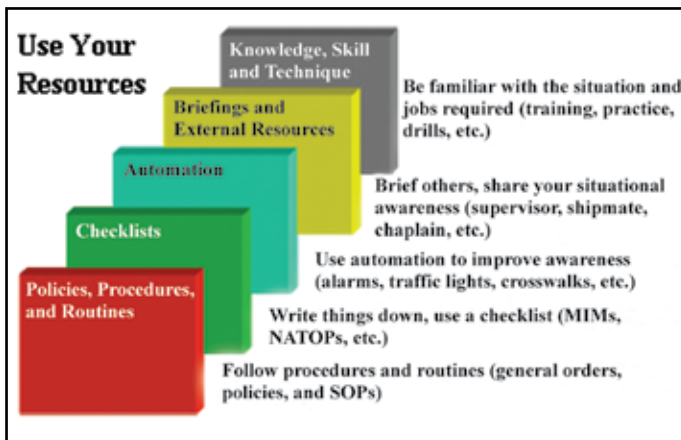 Use Your
Resources
Knowledge, Skill
and Technique
Be familiar with the situation and
jobs required (training, practice,
drills, etc.)
Briefings and
External Resources
Brief others, share your situational
awareness (supervisor, shipmate,
chaplain, etc.)
Automation
Use automation to improve awareness
(alarms, traffic lights, crosswalks, etc.)
Checklists
Write things down, use a checklist (MIMs,
NATOPs, etc.)
Policies, Procedures,
and Routines
Follow procedures and routines (general orders,
policies, and SOPs)